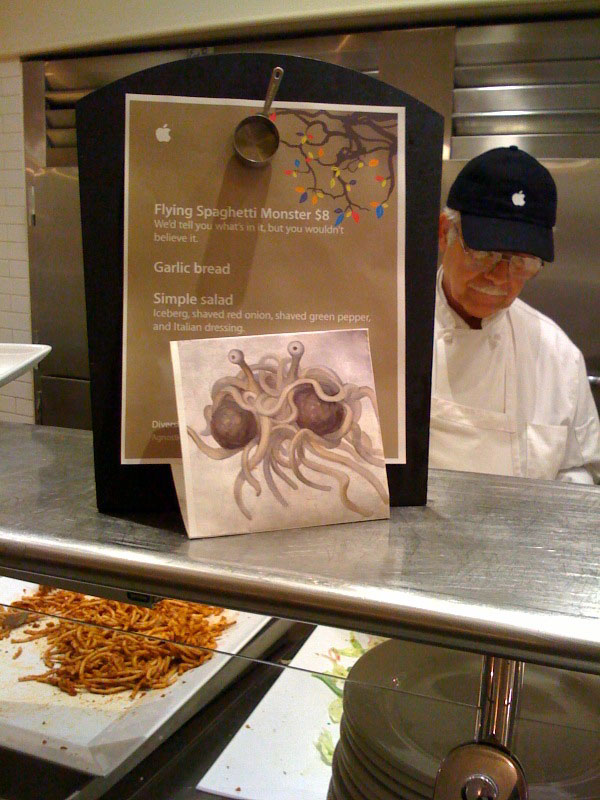 Flying Spaghetti Monster $8
We'd tell you what's in it, but you wouldn't
believe it.
Garlic bread
Simple salad
Iceberg, shaved red onion, shaved green pepper,
and Italian dressing.